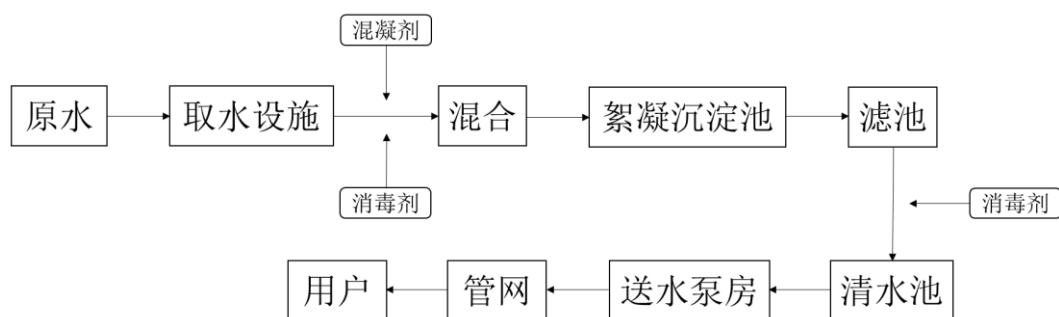 混凝剂
原水
取水设施
混合
絮凝沉淀池
滤池
消毒剂
消毒剂
用户
管网
送水泵房
清水池